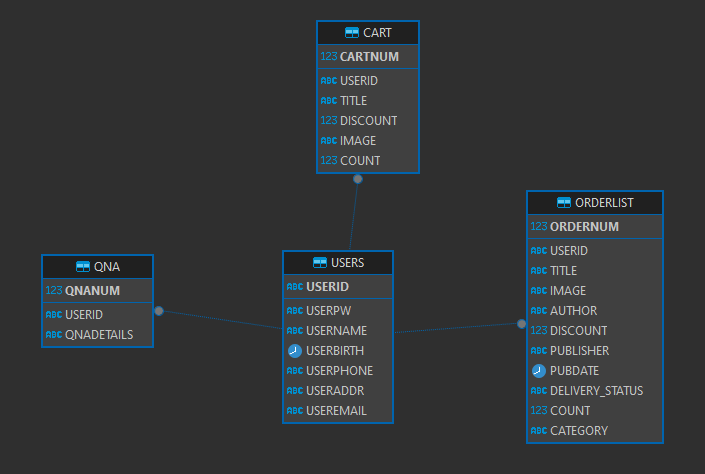 CART
123 CARTNUM
ABC USERID
ABC TITLE
123 DISCOUNT
ABC IMAGE
123 COUNT
QNA
123 QNANUM
ABC USERID
ABC QNADETAILS
USERS
ABC USERID
ABC USERPW
ABC USERNAME
USERBIRTH
ABC USERPHONE
ABC USERADDR
ABC USEREMAIL
ORDERLIST
123 ORDERNUM
ABC USERID
ABC TITLE
ABC IMAGE
ABC AUTHOR
123 DISCOUNT
ABC PUBLISHER
PUBDATE
ABC DELIVERY_STATUS
123 COUNT
ABC CATEGORY